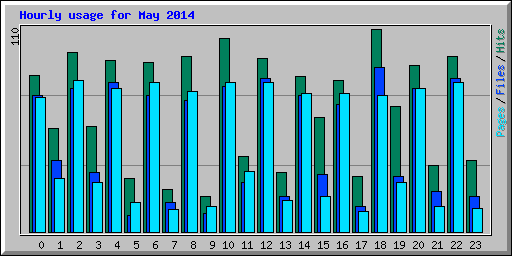 Hourly usage for May 2014
110
Pages/Files/Hits
0 1 2 3 4 5 6 7 8 9 10 11 12 13 14 15 16 17 18 19 20 21 22 23